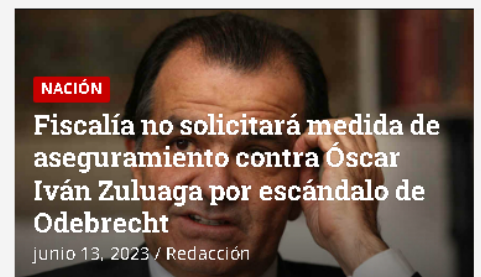 NACIÓN
Fiscalía no solicitará medida de
aseguramiento contra Óscar
Iván Zuluaga por escándalo de
Odebrecht
junio 13, 2023 / Redacción